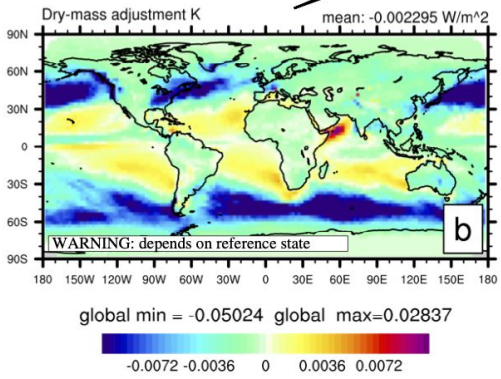 Dry-mass adjustment K mean: -0.002295 W/m^2
90N
60N
30N
0
30S
60S
90S
WARNING: depends on reference state
b
180 150W 120W 90W 60W 30W 0 30E 60E 90E 120E 150E 180
global min = -0.05024 global max=0.02837
-0.0072 -0.0036 0 0.0036 0.0072